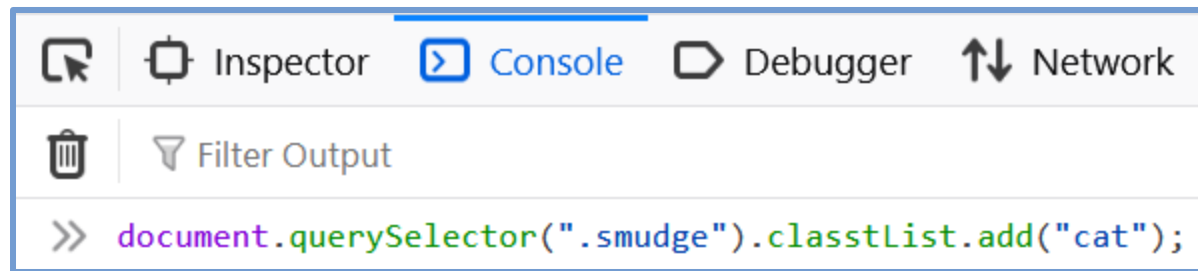 Inspector Console Debugger Network
Filter Output
>> document.querySelector(".smudge").classtList.add("cat");